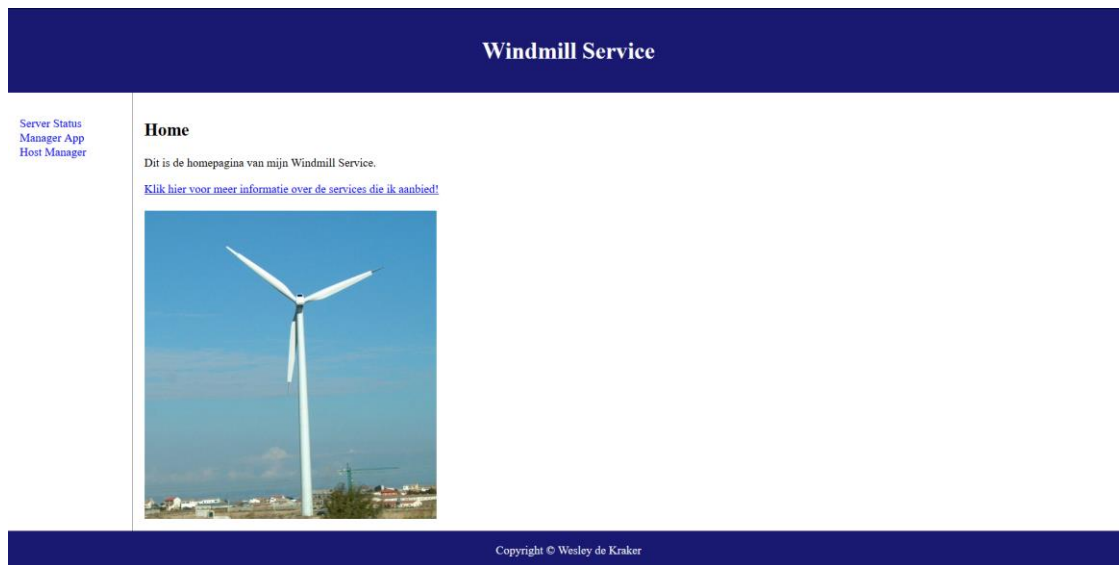 Windmill Service
Server Status
Manager App
Host Manager
Home
Dit is de homepagina van mijn Windmill Service.
Klik hier voor meer informatie over de services die ik aanbied!
Copyright © Wesley de Kraker